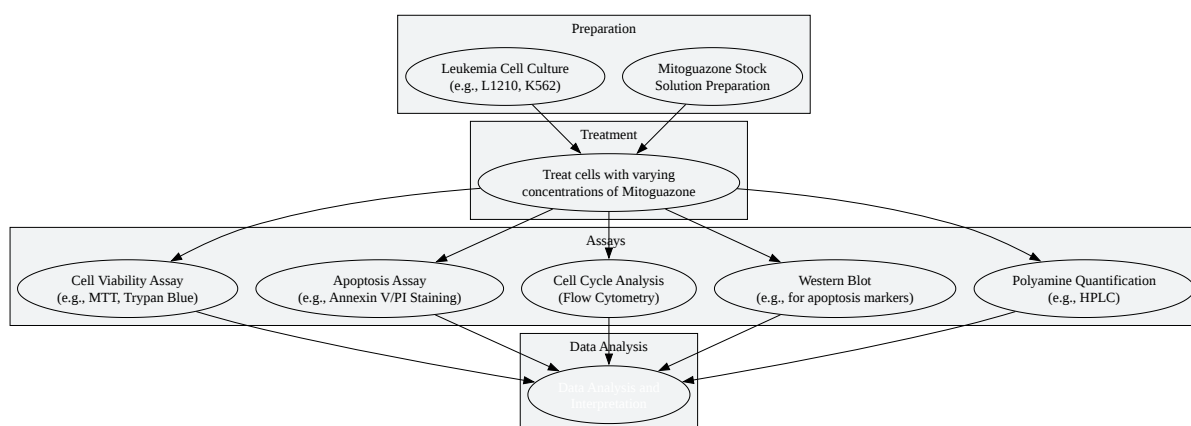 Preparation
Leukemia Cell Culture
(e.g., L1210, K562)
Mitoguazone Stock
Solution Preparation
Treatment
Treat cells with varying
concentrations of Mitoguazone
Assays
Cell Viability Assay
(e.g., MTT, Trypan Blue)
Apoptosis Assay
(e.g., Annexin V/PI Staining)
Cell Cycle Analysis
(Flow Cytometry)
Western Blot
(e.g., for apoptosis markers)
Polyamine Quantification
(e.g., HPLC)
Data Analysis
Data Analysis and
Interpretation